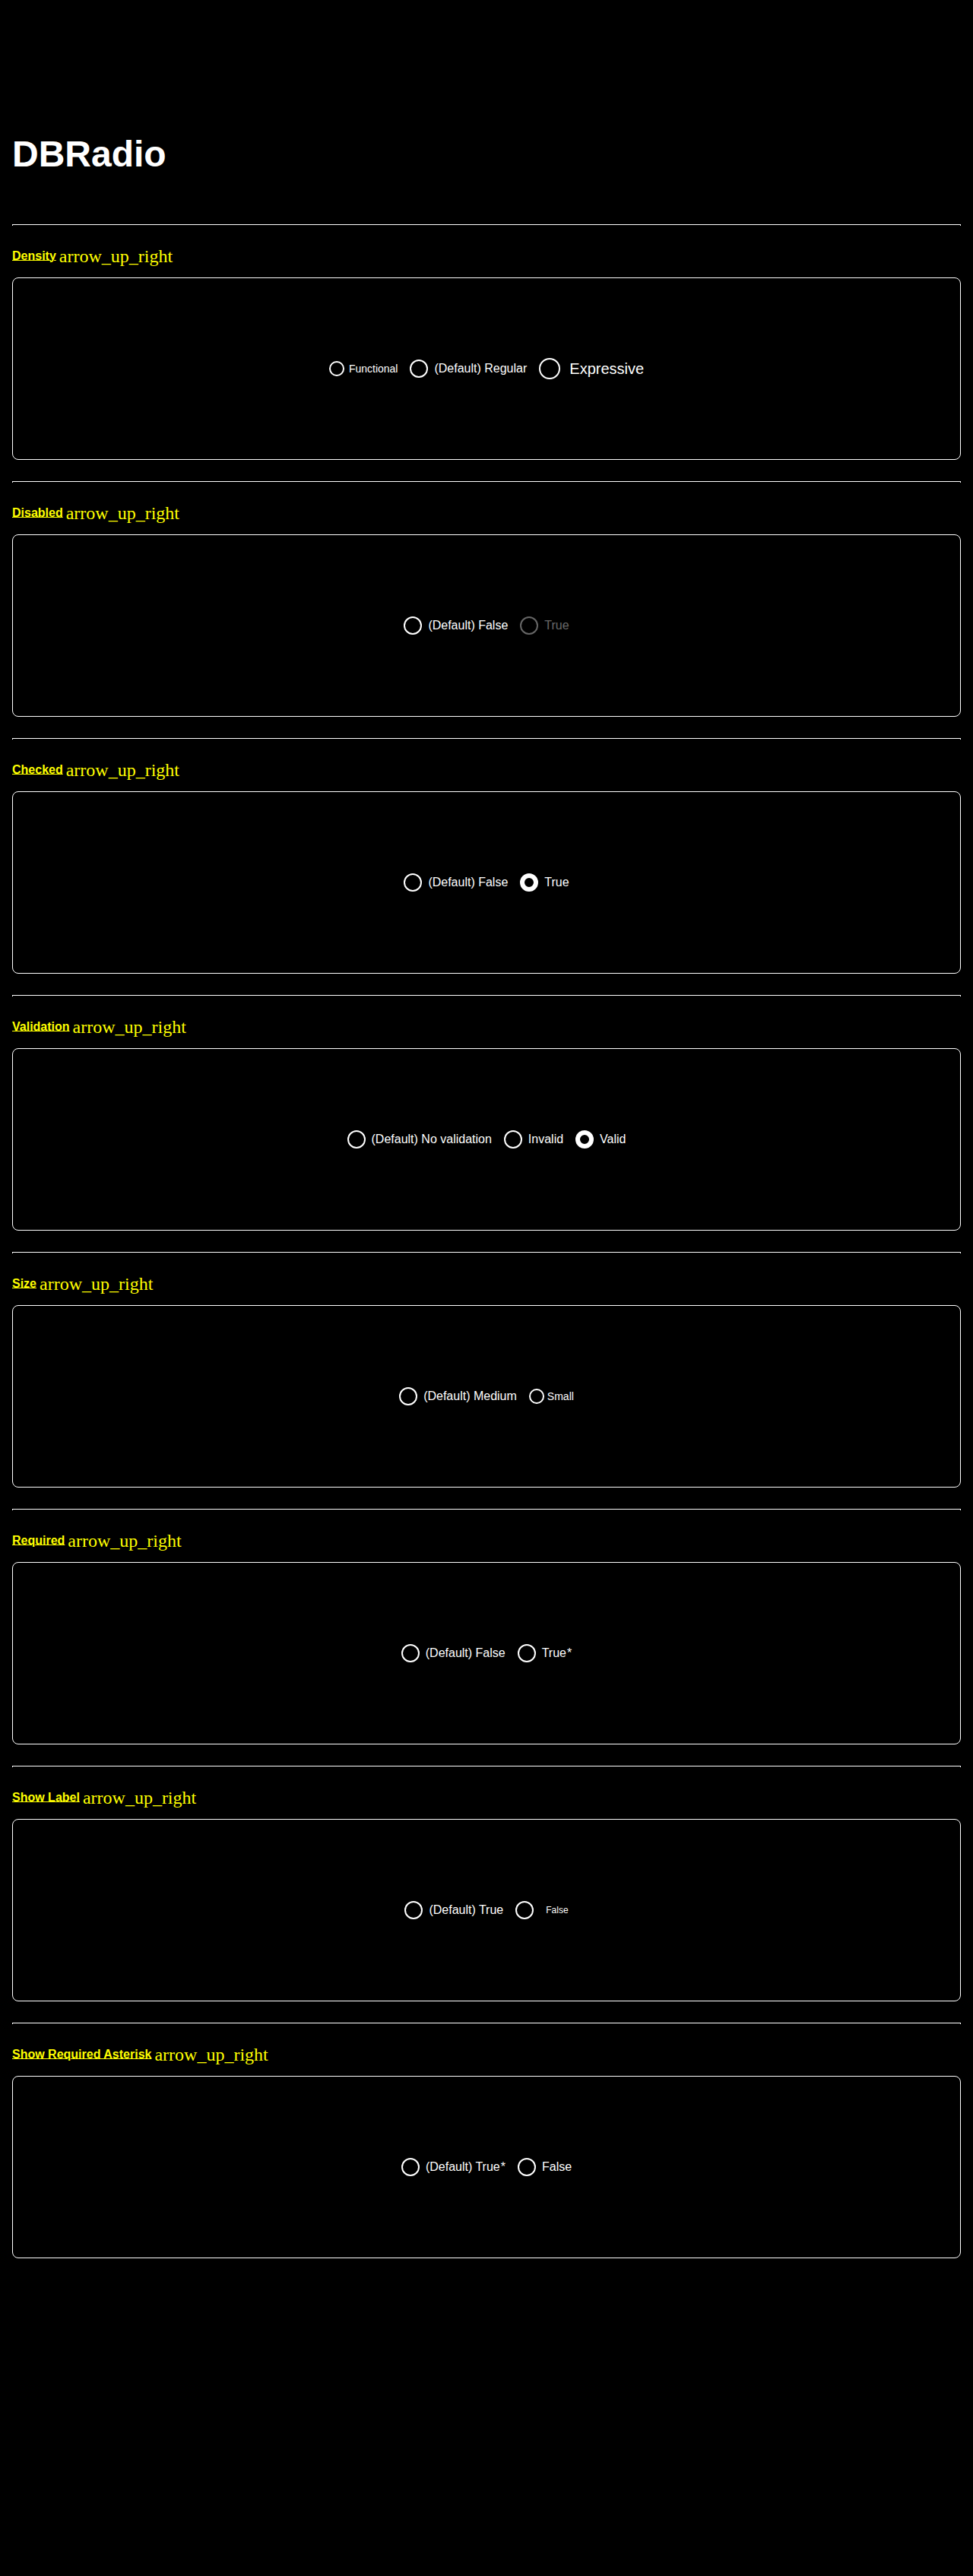 DBRadio
Density arrow_up_right
Functional (Default) Regular Expressive
Disabled arrow_up_right
(Default) False True
Checked arrow_up_right
(Default) False True
Validation arrow_up_right
(Default) No validation Invalid Valid
Size arrow_up_right
(Default) Medium Small
Required arrow_up_right
(Default) False True*
Show Label arrow_up_right
(Default) True False
Show Required Asterisk arrow_up_right
(Default) True* False